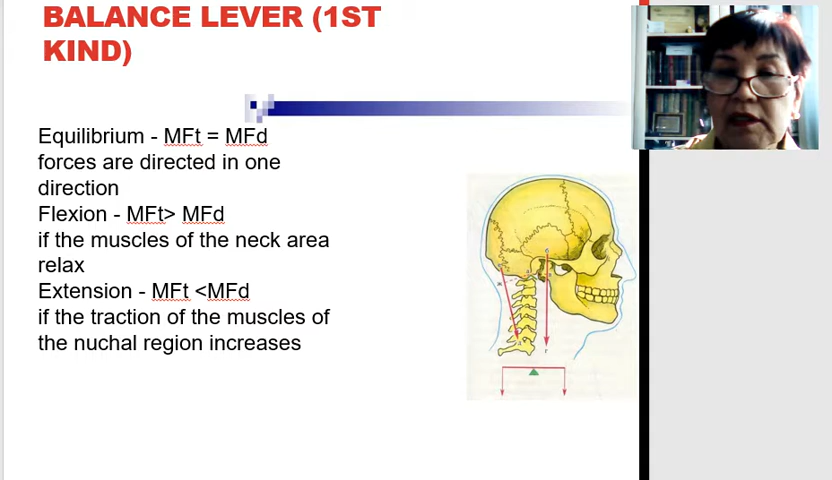 BALANCE LEVER (1ST
KIND)
Equilibrium - MFt = MFd
forces are directed in one
direction
Flexion - MFt> MFd
if the muscles of the neck area
relax
Extension - MFt <MFd
if the traction of the muscles of
the nuchal region increases